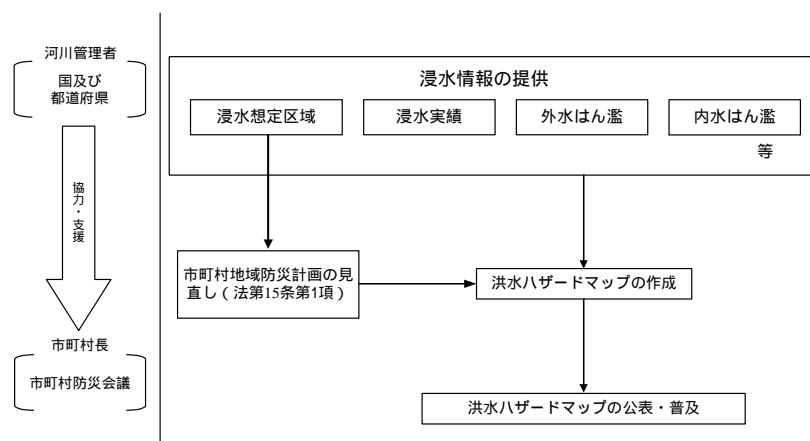 河川管理者
国及び
都道府県
協力・支援
市町村長
市町村防災会議
浸水情報の提供
浸水想定区域
浸水実績
外水はん濫
内水はん濫
等
市町村地域防災計画の見
直し(法第15条第1項)
洪水ハザードマップの作成
洪水ハザードマップの公表・普及